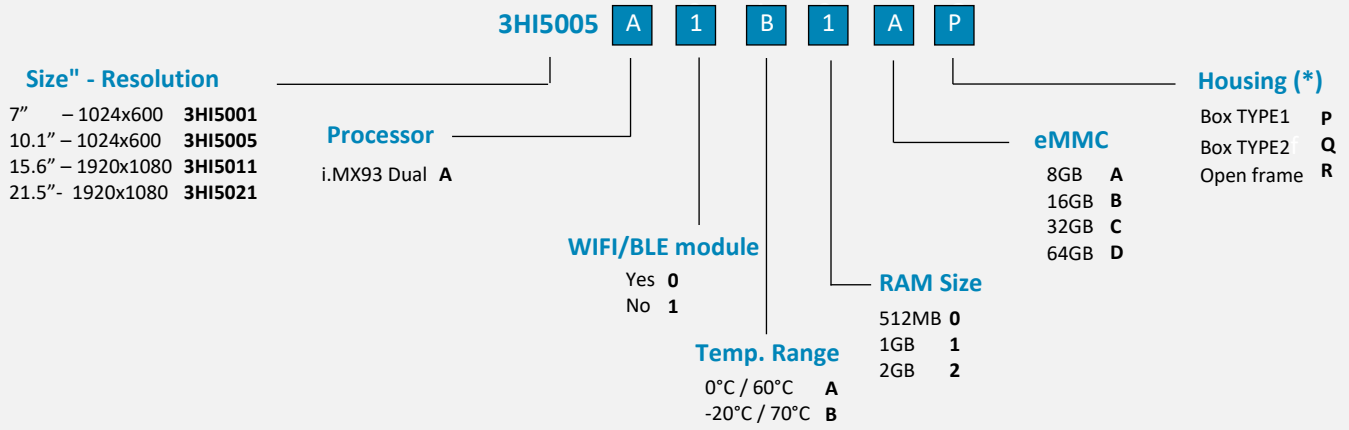 3HI5005 A 1 B 1 A P
Size" - Resolution
7” – 1024x600 3HI5001
10.1” – 1024x600 3HI5005
15.6” – 1920x1080 3HI5011
21.5”- 1920x1080 3HI5021
Processor
i.MX93 Dual A
WIFI/BLE module
Yes 0
No 1
Temp. Range
0°C / 60°C A
-20°C / 70°C B
RAM Size
512MB 0
1GB 1
2GB 2
eMMC
8GB A
16GB B
32GB C
64GB D
Housing (*)
Box TYPE1 P
Box TYPE2f Q
Open frame R